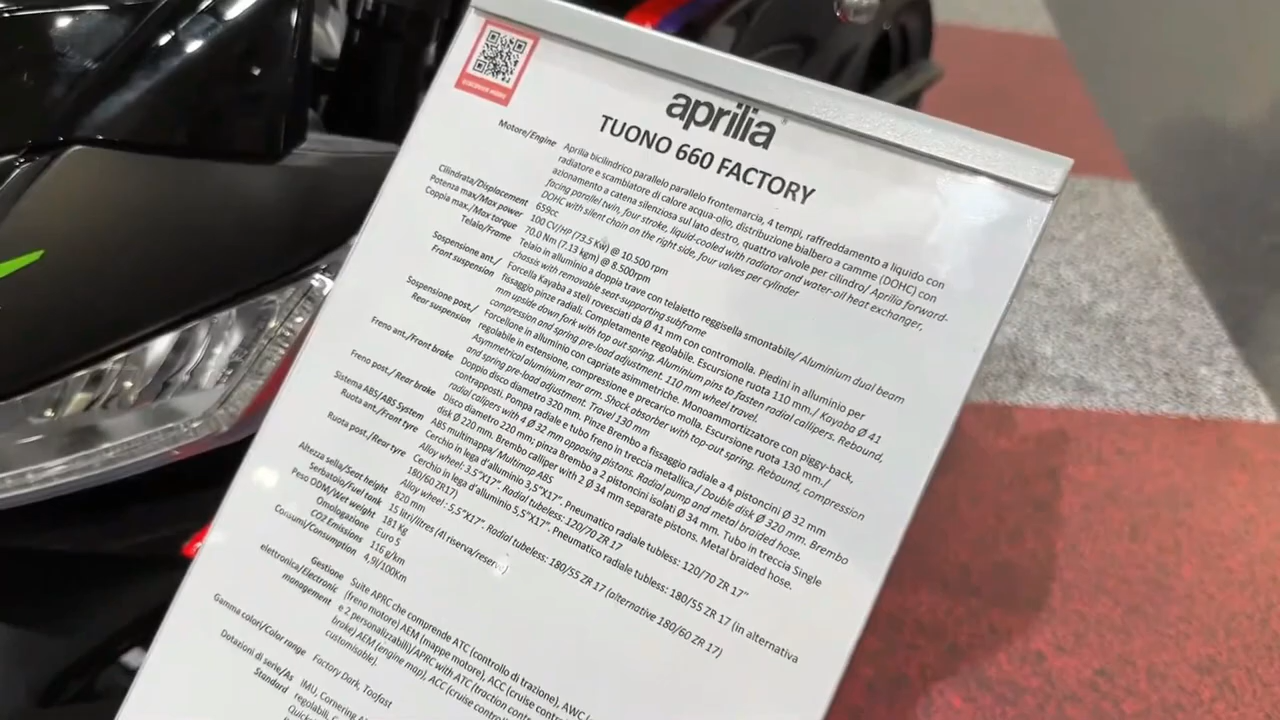 aprilia
TUONO 660 FACTORY
Motore/Engine Aprilia bicilindrico parallelo parallelo frontemarcia, 4 tempi, raffreddamento a liquido con
radiatore e scambiatore di calore acqua-olio, distribuzione bialbero a camme (DOHC) con
azionamento a catena silenziosa sul lato destro, quattro valvole per cilindro/ Aprilia forward-
facing parallel twin, four stroke, liquid-cooled with radiator and water-oil heat exchanger,
DOHC with silent chain on the right side, four valves per cylinder
Cilindrata/Displacement 659cc
Potenza max/Max power 100 CV/HP (73.5 Kw) @ 10.500 rpm
Coppia max./Max torque 70.0 Nm (7.13 kgm) @ 8.500rpm
Telaio/Frame Telaio in alluminio a doppia trave con telaietto reggisella smontabile/ Aluminium dual beam
chassis with removable seat-supporting subframe
Sospensione ant./
Front suspension Forcella Kayaba a steli rovesciati da Ø 41 mm con controm olla. Piedini in alluminio per
fissaggio pinze radiali. Completamente regolabile. Escursione ruota 110 mm./ Kayaba Ø 41
mm upside down fork with top out spring. Aluminium pins to fasten radial callipers. Rebound,
compression and spring pre-load adjustment. 110 mm wheel travel.
Sospensione post./
Rear suspension Forcellone in alluminio con capriate asimmetriche. Monoammortizzatore con piggy-back,
regolabile in estensione, compressione e precarico molla. Escursione ruota 130 mm./
Asymmetrical aluminium rear arm. Shock absorber with top-out spring. Rebound, compression
and spring pre-load adjustment. Travel 130 mm
Freno ant./Front brake Doppio disco diametro 320 mm. Pinze Brembo a fissaggio radiale a 4 pistoncini Ø 32 mm
contrapposti. Pompa radiale e tubo freno in treccia metallica./ Double disk Ø 320 mm. Brembo
radial calipers with 4 Ø 32 mm opposing pistons. Radial pump and metal braided hose.
Freno post./ Rear brake Disco diametro 220 mm; pinza Brembo a 2 pistoncini isolati Ø 34 mm. Tubo in treccia Single
disk Ø 220 mm. Brembo calliper with 2 Ø 34 mm separate pistons. Metal braided hose.
Sistema ABS/ABS System ABS multimappa/ Multimap ABS
Ruota ant./Front tyre Cerchio in lega d'alluminio 3.5"X17". Pneumatico radiale tubless: 120/70 ZR 17"
Alloy wheel: 3.5"X17". Radial tubeless: 120/70 ZR 17
Ruota post./Rear tyre Cerchio in lega d'alluminio 5.5"X17". Pneumatico radiale tubless: 180/55 ZR 17 (in alternativa
180/60 ZR17)
Alloy wheel : 5,5"X17". Radial tubeless: 180/55 ZR 17 (alternative 180/60 ZR 17)
Altezza sella/Seat height 820 mm
Serbatoio/fuel tank 15 litri/litres (4l riserva/reserve)
Peso ODM/Wet weight 181 Kg
Omologazione Euro 5
CO2 Emissions 116 g/km
Consumi/Consumption 4,9l/100Km
Gestione
elettronica/Electronic
management Suite APRC che comprende ATC (controllo di trazione), AWC
(freno motore) AEM (mappe motore), ACC (cruise
e 2 personalizzabili)/APRC with ATC (traction
brake) AEM (engine map), ACC (cruise
customisible).
Gamma colori/Color range Factory Dark, Toofast
Dotazioni di serie/As
Standard IMU, Cornering
regolabili,